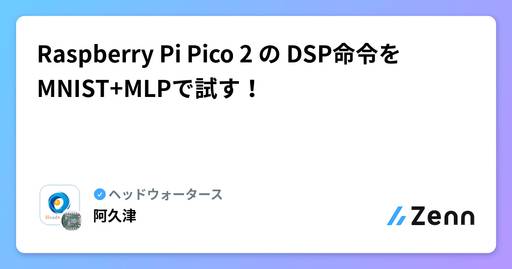 Raspberry Pi Pico 2 の DSP命令を
MNIST+MLPで試す！
ヘッドウォータース
阿久津
Zenn